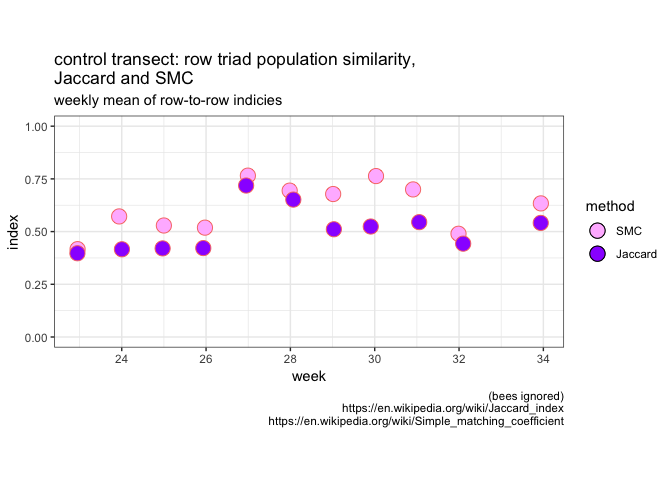 control transect: row triad population similarity,
Jaccard and SMC
weekly mean of row-to-row indicies
1.00
0.75
0.50
0.25
0.00
index
24 26 28 30 32 34
week
method
SMC
Jaccard
(bees ignored)
https://en.wikipedia.org/wiki/Jaccard_index
https://en.wikipedia.org/wiki/Simple_matching_coefficient